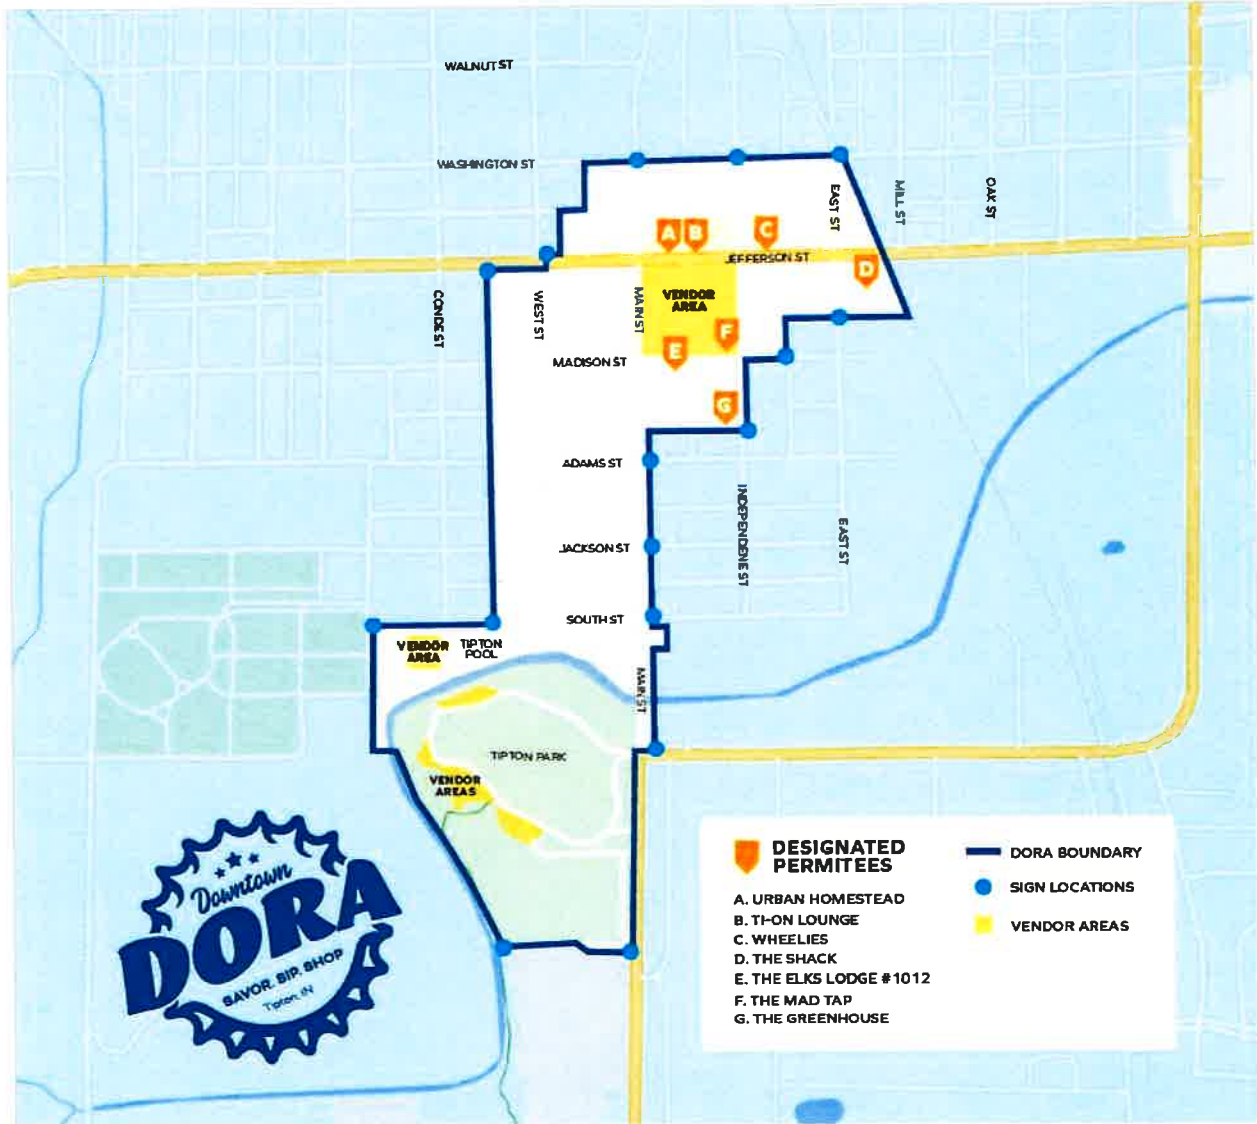 WALNUT ST
WASHINGTON ST
EAST ST
MILL ST
OAK ST
A
B
C
JEFFERSON ST
D
CONDE ST
WEST ST
MAIN ST
VENDOR
AREA
F
E
MADISON ST
G
ADAMS ST
INDEPENDENE ST
EAST ST
JACKSON ST
SOUTH ST
VENDOR
AREA
TIPTON
POOL
MAIN ST
TIPTON PARK
VENDOR
AREAS
Downtown
DORA
SAVOR. SIP. SHOP
Tipton, IN
DESIGNATED
PERMITEES
A. URBAN HOMESTEAD
B. TI-ON LOUNGE
C. WHEELIES
D. THE SHACK
E. THE ELKS LODGE #1012
F. THE MAD TAP
G. THE GREENHOUSE
DORA BOUNDARY
SIGN LOCATIONS
VENDOR AREAS